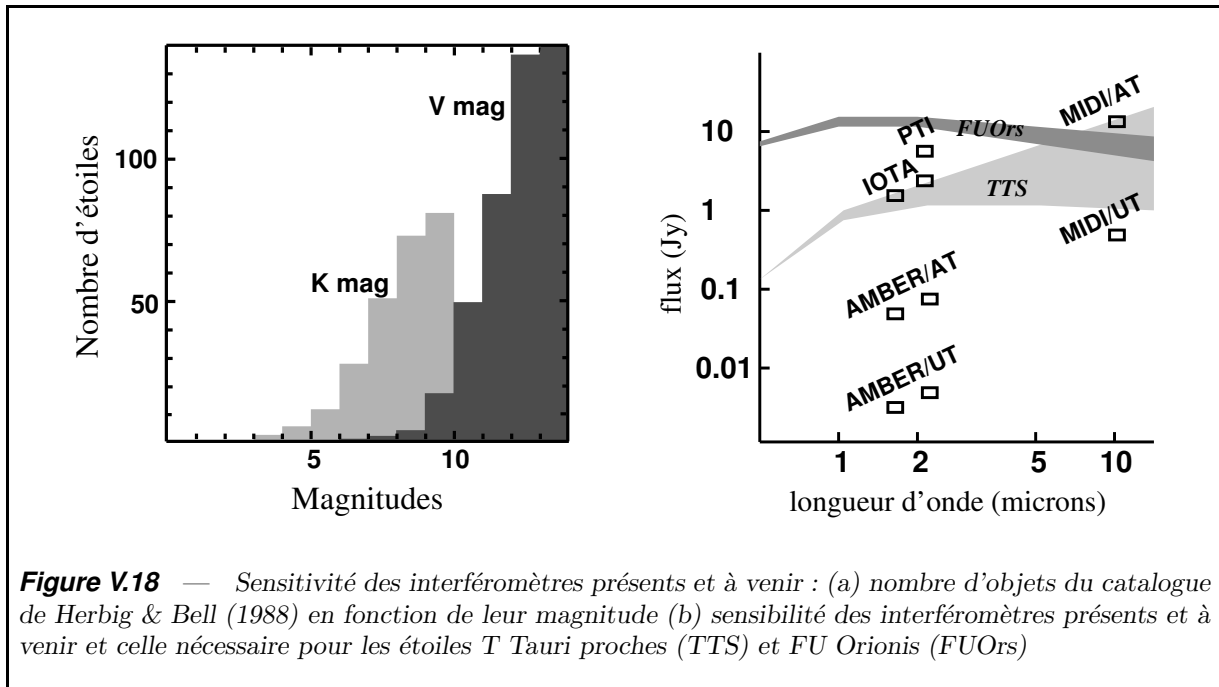 V mag
K mag
100
50
Nombre d'étoiles
5
10
Magnitudes
MIDI/AT
PTI
FUOrs
IOTA
TTS
MIDI/UT
AMBER/AT
AMBER/UT
10
1
0.1
0.01
flux (Jy)
1
2
5
10
longueur d'onde (microns)
Figure V.18 — Sensitivité des interféromètres présents et à venir : (a) nombre d'objets du catalogue
de Herbig & Bell (1988) en fonction de leur magnitude (b) sensibilité des interféromètres présents et à
venir et celle nécessaire pour les étoiles T Tauri proches (TTS) et FU Orionis (FUOrs)